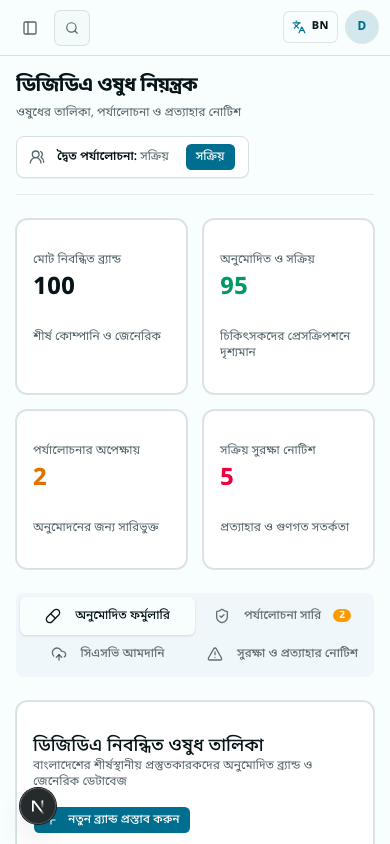 BN
D
ডিজিডিএ ওষুধ নিয়ন্ত্রক
ওষুধের তালিকা, পর্যালোচনা ও প্রত্যাহার নোটিশ
দ্বৈত পর্যালোচনা: সক্রিয় সক্রিয়
মোট নিবন্ধিত ব্র্যান্ড
100
শীর্ষ কোম্পানি ও জেনেরিক
অনুমোদিত ও সক্রিয়
95
চিকিৎসকদের প্রেসক্রিপশনে
দৃশ্যমান
পর্যালোচনার অপেক্ষায়
2
অনুমোদনের জন্য সারিভুক্ত
সক্রিয় সুরক্ষা নোটিশ
5
প্রত্যাহার ও গুণগত সতর্কতা
অনুমোদিত ফর্মুলারি
পর্যালোচনা সারি 2
সিএসভি আমদানি
সুরক্ষা ও প্রত্যাহার নোটিশ
ডিজিডিএ নিবন্ধিত ওষুধ তালিকা
বাংলাদেশের শীর্ষস্থানীয় প্রস্তুতকারকদের অনুমোদিত ব্র্যান্ড ও
জেনেরিক ডেটাবেজ
N
নতুন ব্র্যান্ড প্রস্তাব করুন